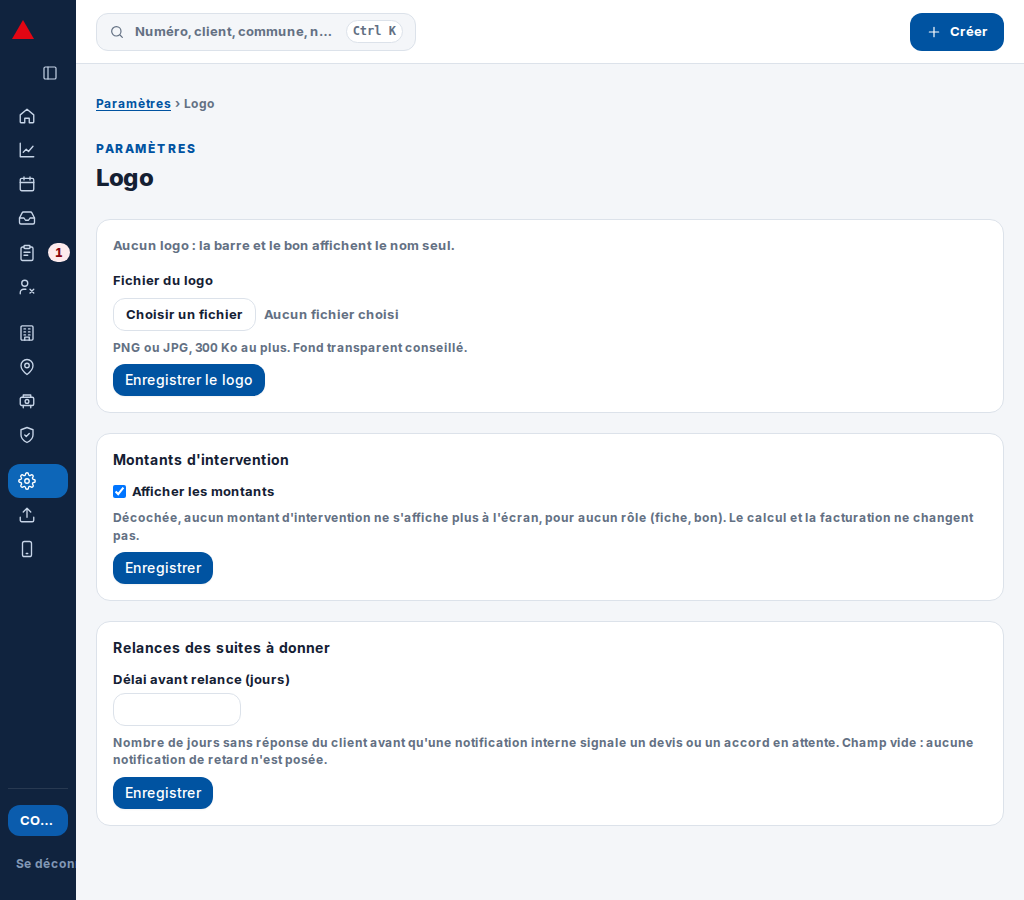 Numéro, client, commune, n…
Ctrl K
Créer
Paramètres › Logo
PARAMÈTRES
Logo
1
Aucun logo : la barre et le bon affichent le nom seul.
Fichier du logo
Choisir un fichier
Aucun fichier choisi
PNG ou JPG, 300 Ko au plus. Fond transparent conseillé.
Enregistrer le logo
Montants d'intervention
Afficher les montants
Décochée, aucun montant d'intervention ne s'affiche plus à l'écran, pour aucun rôle (fiche, bon). Le calcul et la facturation ne changent
pas.
Enregistrer
Relances des suites à donner
Délai avant relance (jours)
Nombre de jours sans réponse du client avant qu'une notification interne signale un devis ou un accord en attente. Champ vide : aucune
notification de retard n'est posée.
Enregistrer
CO…
Se décon